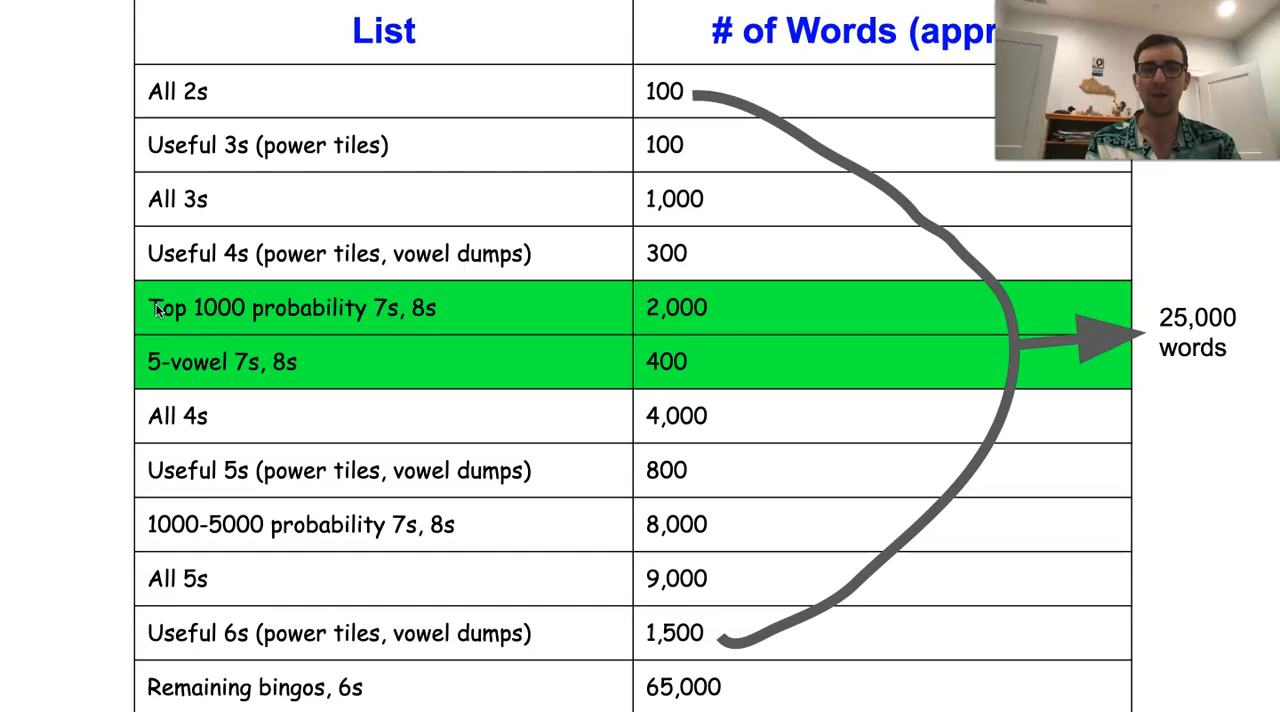 List # of Words (appr
All 2s 100
Useful 3s (power tiles) 100
All 3s 1,000
Useful 4s (power tiles, vowel dumps) 300
Top 1000 probability 7s, 8s 2,000
5-vowel 7s, 8s 400
25,000
words
All 4s 4,000
Useful 5s (power tiles, vowel dumps) 800
1000-5000 probability 7s, 8s 8,000
All 5s 9,000
Useful 6s (power tiles, vowel dumps) 1,500
Remaining bingos, 6s 65,000